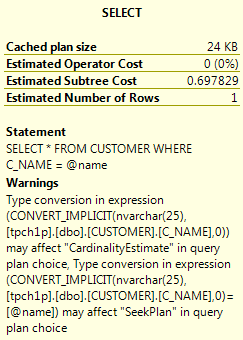 SELECT
Cached plan size 24 KB
Estimated Operator Cost 0 (0%)
Estimated Subtree Cost 0.697829
Estimated Number of Rows 1
Statement
SELECT * FROM CUSTOMER WHERE
C_NAME = @name
Warnings
Type conversion in expression
(CONVERT_IMPLICIT(nvarchar(25),
[tpch1p].[dbo].[CUSTOMER].[C_NAME],0))
may affect "CardinalityEstimate" in query
plan choice, Type conversion in expression
(CONVERT_IMPLICIT(nvarchar(25),
[tpch1p].[dbo].[CUSTOMER].[C_NAME],0)=
[@name]) may affect "SeekPlan" in query
plan choice